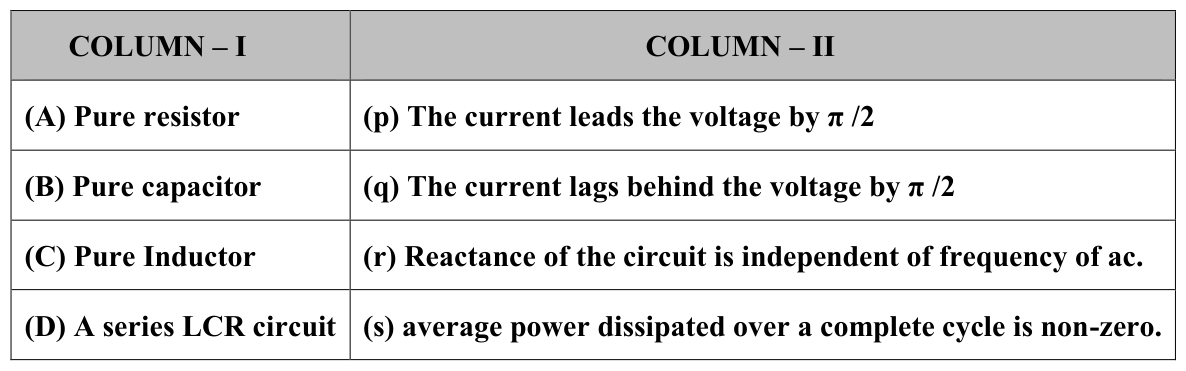 COLUMN – I
COLUMN – II
(A) Pure resistor
(p) The current leads the voltage by π /2
(B) Pure capacitor
(q) The current lags behind the voltage by π /2
(C) Pure Inductor
(r) Reactance of the circuit is independent of frequency of ac.
(D) A series LCR circuit
(s) average power dissipated over a complete cycle is non-zero.